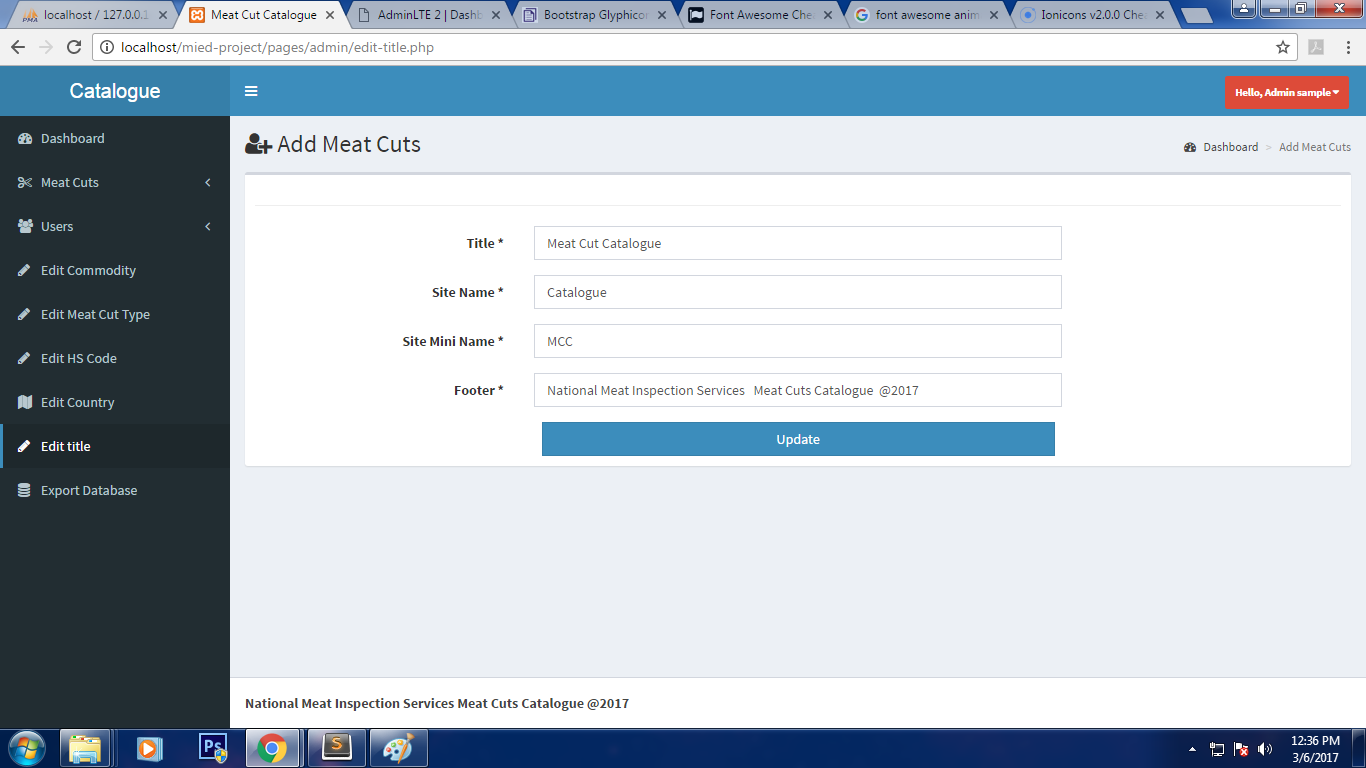 localhost / 127.0.0.1
Meat Cut Catalogue
AdminLTE 2 | Dashb
Bootstrap Glyphicon
Font Awesome Che
font awesome anim
Ionicons v2.0.0 Che
localhost/mied-project/pages/admin/edit-title.php
Catalogue
Hello, Admin sample
Dashboard
Meat Cuts
Users
Edit Commodity
Edit Meat Cut Type
Edit HS Code
Edit Country
Edit title
Export Database
Add Meat Cuts
Dashboard > Add Meat Cuts
Title * Meat Cut Catalogue
Site Name * Catalogue
Site Mini Name * MCC
Footer * National Meat Inspection Services   Meat Cuts Catalogue  @2017
Update
National Meat Inspection Services Meat Cuts Catalogue @2017
PMA
Ps
S
12:36 PM
3/6/2017